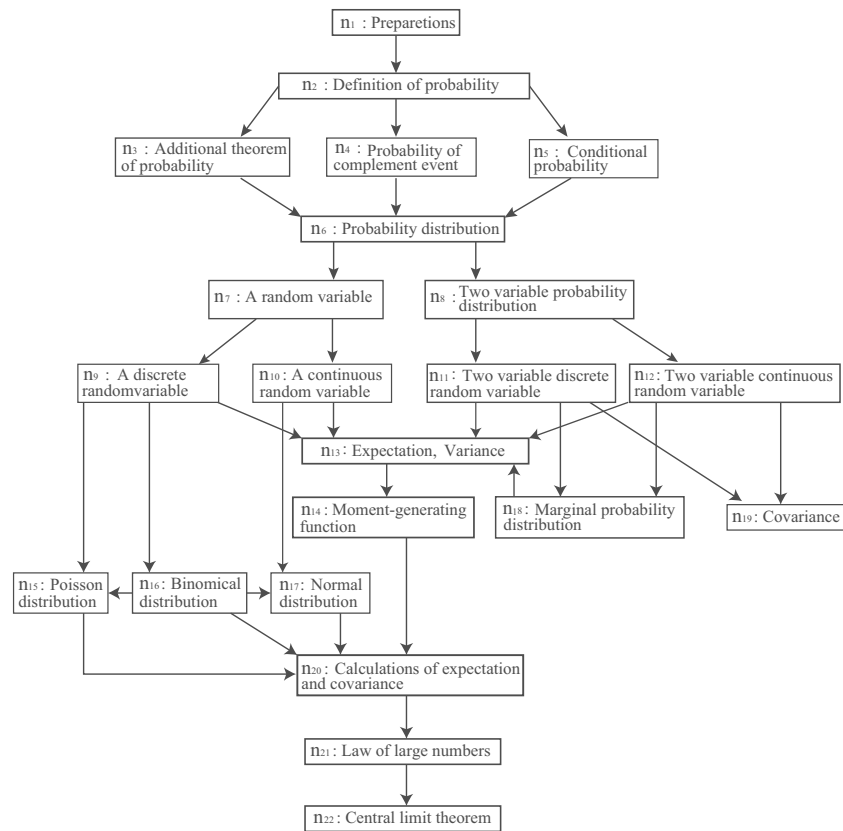 n1 : Preparetions
n2 : Definition of probability
n3 : Additional theorem
of probability
n4 : Probability of
complement event
n5 : Conditional
probability
n6 : Probability distribution
n7 : A random variable
n8 : Two variable probability
distribution
n9 : A discrete
randomvariable
n10 : A continuous
random variable
n11 : Two variable discrete
random variable
n12 : Two variable continuous
random variable
n13 : Expectation, Variance
n14 : Moment-generating
function
n18 : Marginal probability
distribution
n19 : Covariance
n15 : Poisson
distribution
n16 : Binomical
distribution
n17 : Normal
distribution
n20 : Calculations of expectation
and covariance
n21 : Law of large numbers
n22 : Central limit theorem